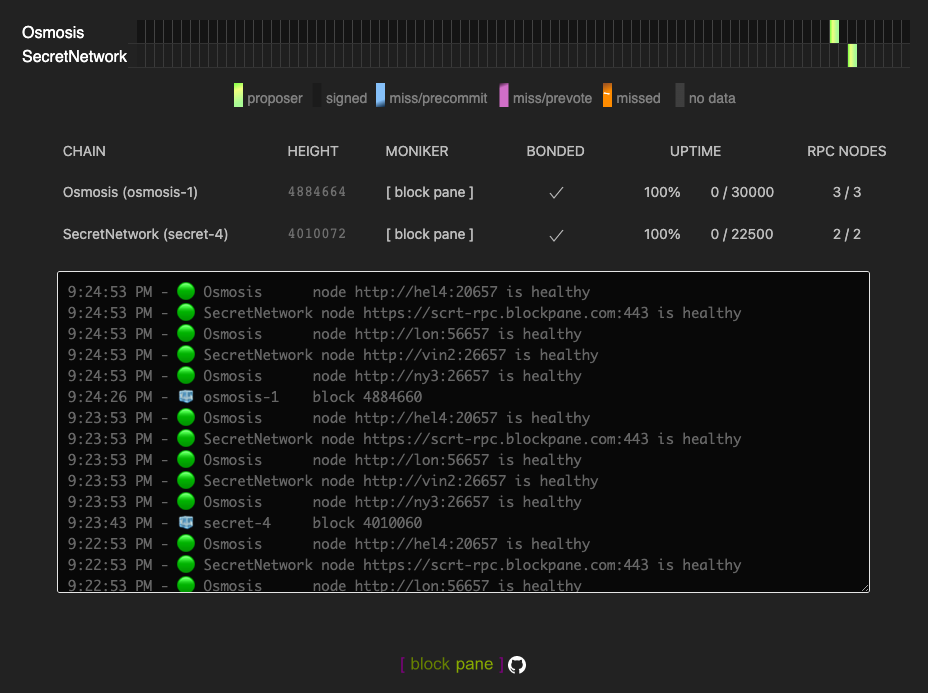 Osmosis
SecretNetwork
proposer signed miss/precommit miss/prevote missed no data
CHAIN HEIGHT MONIKER BONDED UPTIME RPC NODES
Osmosis (osmosis-1) 4884664 [ block pane ] ✓ 100% 0 / 30000 3 / 3
SecretNetwork (secret-4) 4010072 [ block pane ] ✓ 100% 0 / 22500 2 / 2
9:24:53 PM - 🟢 Osmosis node http://hel4:20657 is healthy
9:24:53 PM - 🟢 SecretNetwork node https://scrt-rpc.blockpane.com:443 is healthy
9:24:53 PM - 🟢 Osmosis node http://lon:56657 is healthy
9:24:53 PM - 🟢 SecretNetwork node http://vin2:26657 is healthy
9:24:53 PM - 🟢 Osmosis node http://ny3:26657 is healthy
9:24:26 PM - osmosis-1 block 4884660
9:23:53 PM - 🟢 Osmosis node http://hel4:20657 is healthy
9:23:53 PM - 🟢 SecretNetwork node https://scrt-rpc.blockpane.com:443 is healthy
9:23:53 PM - 🟢 Osmosis node http://lon:56657 is healthy
9:23:53 PM - 🟢 SecretNetwork node http://vin2:26657 is healthy
9:23:53 PM - 🟢 Osmosis node http://ny3:26657 is healthy
9:23:43 PM - secret-4 block 4010060
9:22:53 PM - 🟢 Osmosis node http://hel4:20657 is healthy
9:22:53 PM - 🟢 SecretNetwork node https://scrt-rpc.blockpane.com:443 is healthy
9:22:53 PM - 🟢 Osmosis node http://lon:56657 is healthy
[ block pane ]